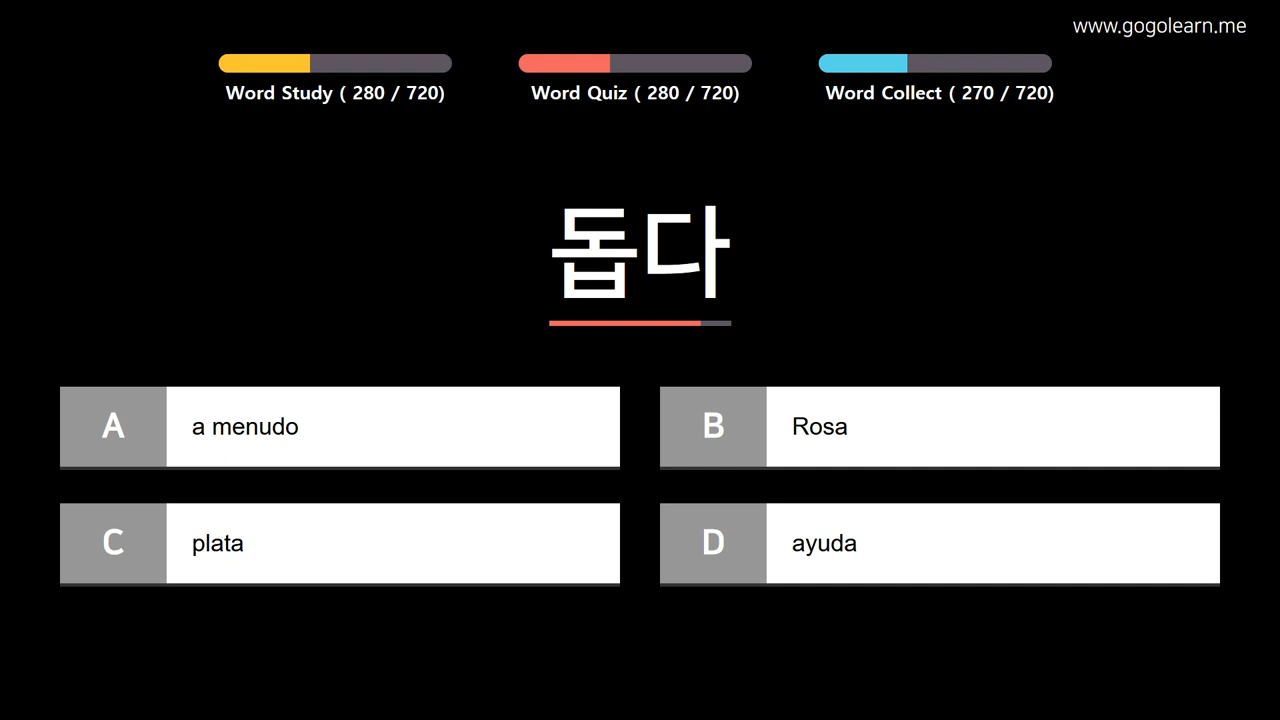 www.gogolearn.me
Word Study ( 280 / 720)
Word Quiz ( 280 / 720)
Word Collect ( 270 / 720)
돕다
A a menudo
B Rosa
C plata
D ayuda